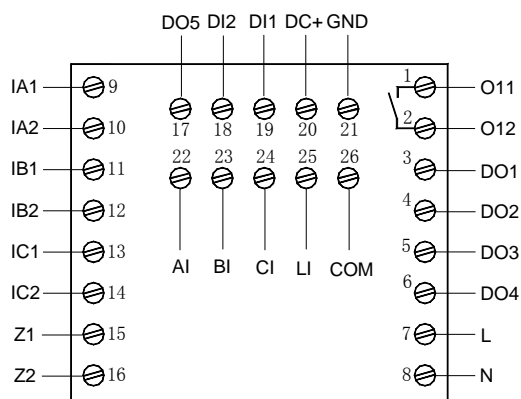 DO5 DI2 DI1 DC+ GND
IA1 9 1 O11
17 18 19 20 21
IA2 10 2 O12
22 23 24 25 26
IB1 11 3 DO1
IB2 12 4 DO2
IC1 13 5 DO3
AI BI CI LI COM
IC2 14 6 DO4
Z1 15 7 L
Z2 16 8 N